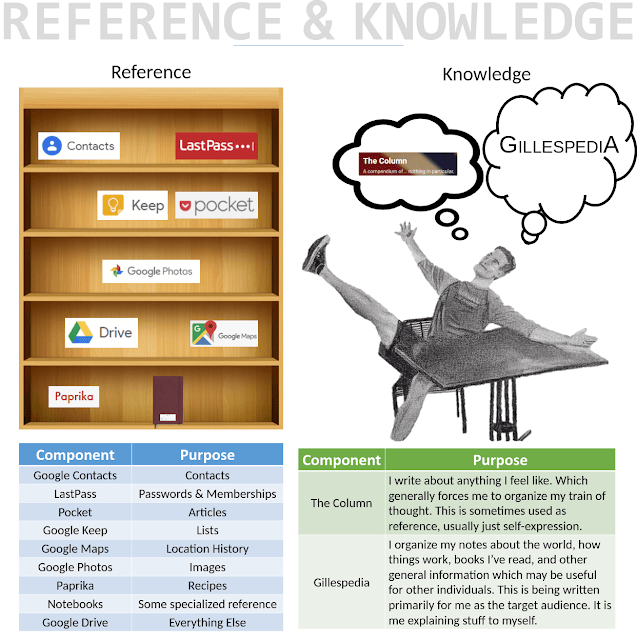 REFERENCE & KNOWLEDGE
Reference
Contacts
LastPass •••|
Keep
pocket
Google Photos
Drive
Google Maps
Paprika
Component Purpose
Google Contacts Contacts
LastPass Passwords & Memberships
Pocket Articles
Google Keep Lists
Google Maps Location History
Google Photos Images
Paprika Recipes
Notebooks Some specialized reference
Google Drive Everything Else
Knowledge
The Column
A compendium of... nothing in particular.
GILLESPEDIA
Component Purpose
The Column
I write about anything I feel like. Which
generally forces me to organize my train of
thought. This is sometimes used as
reference, usually just self-expression.
Gillespedia
I organize my notes about the world, how
things work, books I've read, and other
general information which may be useful
for other individuals. This is being written
primarily for me as the target audience. It is
me explaining stuff to myself.